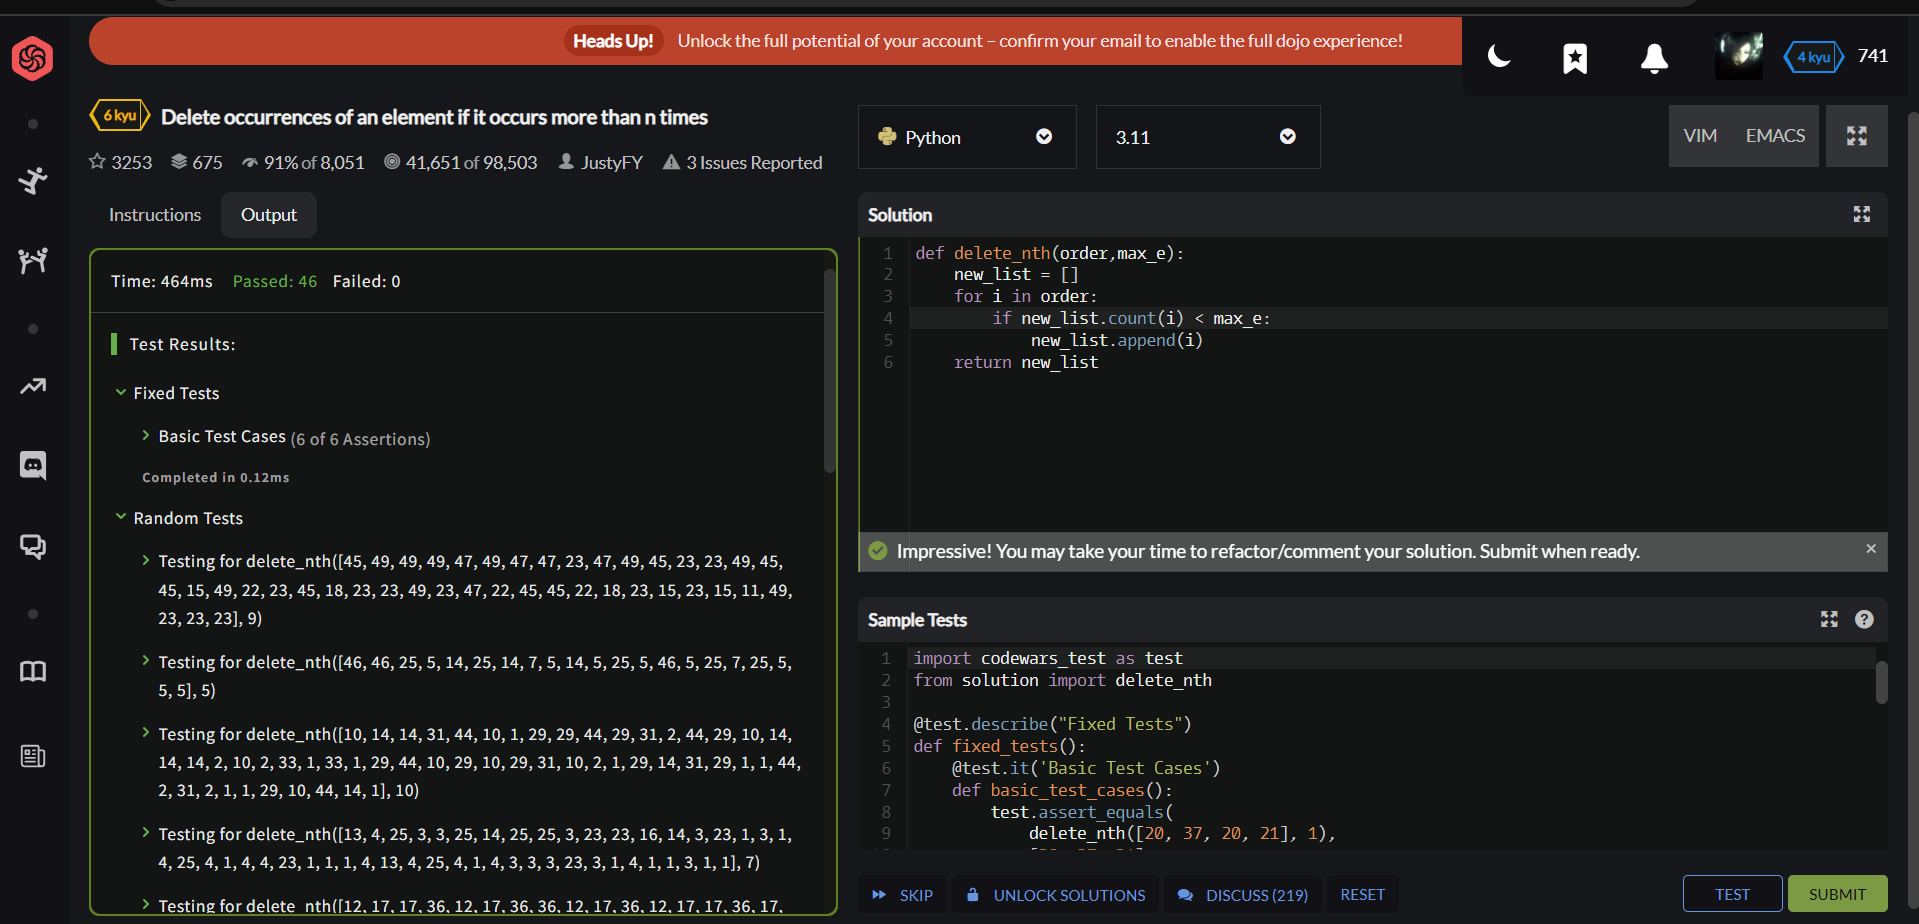 Heads Up! Unlock the full potential of your account – confirm your email to enable the full dojo experience!
4 kyu 741
6 kyu Delete occurrences of an element if it occurs more than n times
3253 675 91% of 8,051 41,651 of 98,503 JustyFY 3 Issues Reported
Instructions Output
Time: 464ms Passed: 46 Failed: 0
Test Results:
Fixed Tests
Basic Test Cases (6 of 6 Assertions)
Completed in 0.12ms
Random Tests
Testing for delete_nth([45, 49, 49, 49, 47, 49, 47, 47, 23, 47, 49, 45, 23, 23, 49, 45,
45, 15, 49, 22, 23, 45, 18, 23, 23, 49, 23, 47, 22, 45, 45, 22, 18, 23, 15, 23, 15, 11, 49,
23, 23, 23], 9)
Testing for delete_nth([46, 46, 25, 5, 14, 25, 14, 7, 5, 14, 5, 25, 5, 46, 5, 25, 7, 25, 5,
5, 5], 5)
Testing for delete_nth([10, 14, 14, 31, 44, 10, 1, 29, 29, 44, 29, 31, 2, 44, 29, 10, 14,
14, 14, 2, 10, 2, 33, 1, 33, 1, 29, 44, 10, 29, 10, 29, 31, 10, 2, 1, 29, 14, 31, 29, 1, 1, 44,
2, 31, 2, 1, 1, 29, 10, 44, 14, 1], 10)
Testing for delete_nth([13, 4, 25, 3, 3, 25, 14, 25, 25, 3, 23, 23, 16, 14, 3, 23, 1, 3, 1,
4, 25, 4, 1, 4, 4, 23, 1, 1, 1, 4, 13, 4, 25, 4, 1, 4, 3, 3, 3, 23, 3, 1, 4, 1, 1, 3, 1, 1], 7)
Testing for delete_nth([12, 17, 17, 36, 12, 17, 36, 36, 12, 17, 36, 12, 17, 17, 36, 17,
Python 3.11 VIM EMACS
Solution
1 def delete_nth(order,max_e):
2 new_list = []
3 for i in order:
4 if new_list.count(i) < max_e:
5 new_list.append(i)
6 return new_list
Impressive! You may take your time to refactor/comment your solution. Submit when ready.
Sample Tests
1 import codewars_test as test
2 from solution import delete_nth
3
4 @test.describe("Fixed Tests")
5 def fixed_tests():
6 @test.it('Basic Test Cases')
7 def basic_test_cases():
8 test.assert_equals(
9 delete_nth([20, 37, 20, 21], 1),
SKIP UNLOCK SOLUTIONS DISCUSS (219) RESET TEST SUBMIT